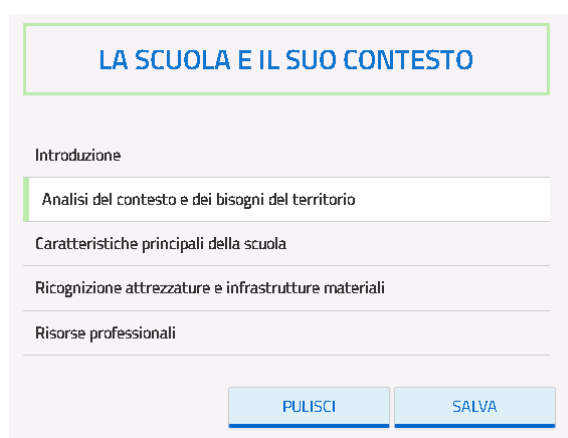 LA SCUOLA E IL SUO CONTESTO
Introduzione
Analisi del contesto e dei bisogni del territorio
Caratteristiche principali della scuola
Ricognizione attrezzature e infrastrutture materiali
Risorse professionali
PULISCI SALVA